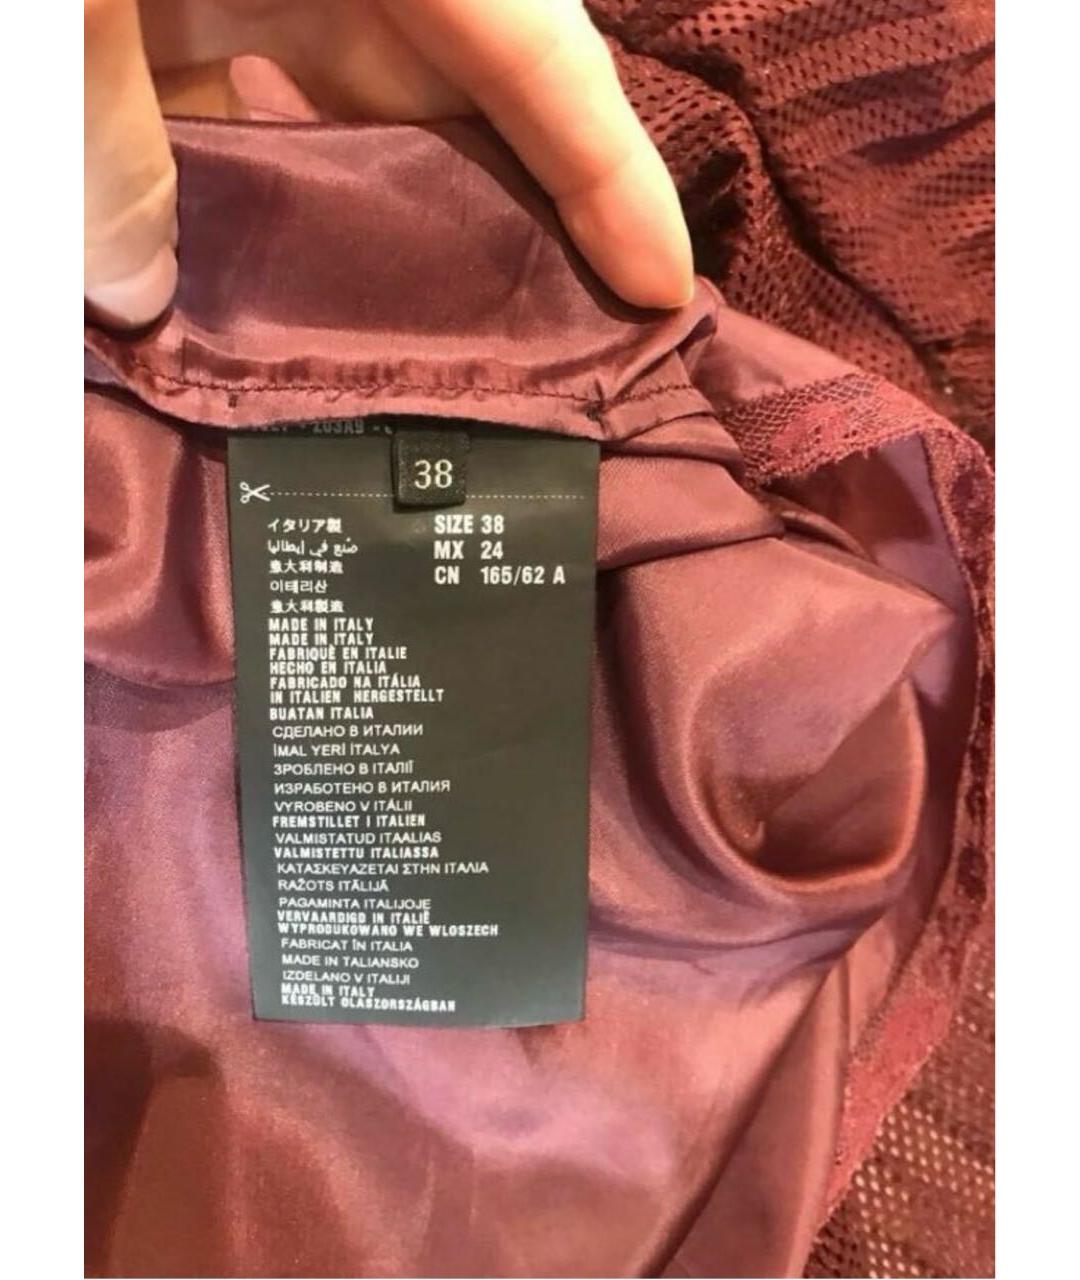 38
SIZE 38
MX 24
CN 165/62 A
イタリア製
صُنع في إيطاليا
意大利制造
이태리산
意大利製造
MADE IN ITALY
MADE IN ITALY
FABRIQUÈ EN ITALIE
HECHO EN ITALIA
FABRICADO NA ITÁLIA
IN ITALIEN HERGESTELLT
BUATAN ITALIA
СДЕЛАНО В ИТАЛИИ
İMAL YERİ İTALYA
ЗРОБЛЕНО В ІТАЛІЇ
ИЗРАБОТЕНО В ИТАЛИЯ
VYROBENO V ITÁLII
FREMSTILLET I ITALIEN
VALMISTATUD ITAALIAS
VALMISTETTU ITALIASSA
ΚΑΤΑΣΚΕΥΑΖΕΤΑΙ ΣΤΗΝ ΙΤΑΛΙΑ
RAŽOTS ITĀLIJĀ
PAGAMINTA ITALIJOJE
VERVAARDIGD IN ITALIË
WYPRODUKOWANO WE WLOSZECH
FABRICAT ÎN ITALIA
MADE IN TALIANSKO
IZDELANO V ITALIJI
MADE IN ITALY
KÉSZÜLT OLASZORSZÁGBAN